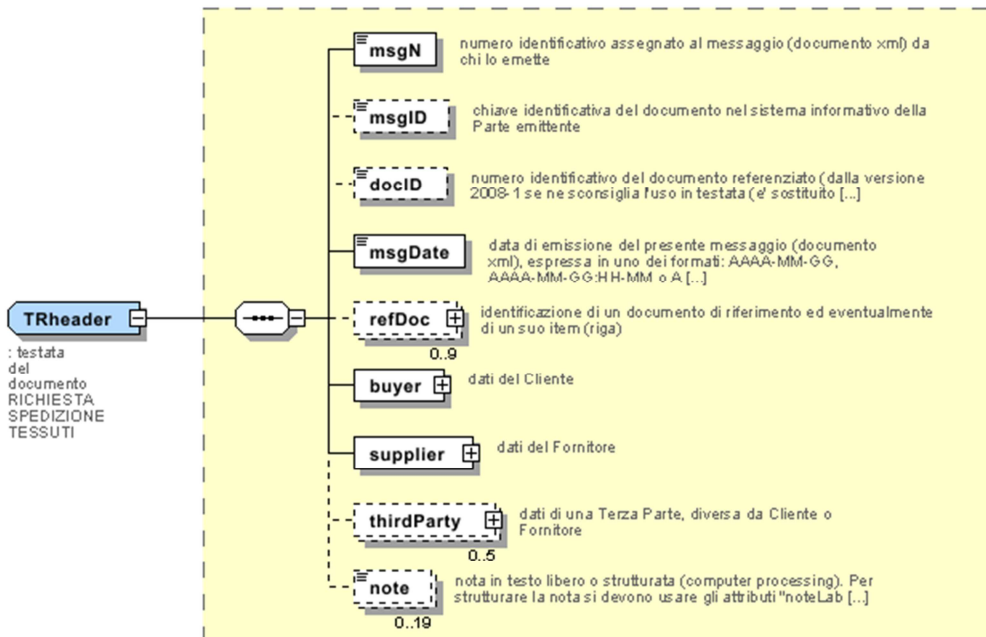 msgN
numero identificativo assegnato al messaggio (documento xml) da
chi lo emette
msgID
chiave identificativa del documento nel sistema informativo della
Parte emittente
docID
numero identificativo del documento referenziato (dalla versione
2008-1 se ne sconsiglia l'uso in testata (e' sostituito [...]
msgDate
data di emissione del presente messaggio (documento
xml), espressa in uno dei formati: AAAA-MM-GG,
AAAA-MM-GG:HH-MM o A [...]
TRheader
: testata
del
documento
RICHIESTA
SPEDIZIONE
TESSUTI
refDoc
0..9
identificazione di un documento di riferimento ed eventualmente
di un suo item (riga)
buyer
dati del Cliente
supplier
dati del Fornitore
thirdParty
0..5
dati di una Terza Parte, diversa da Cliente o
Fornitore
note
0..19
nota in testo libero o strutturata (computer processing). Per
strutturare la nota si devono usare gli attributi "noteLab [...]